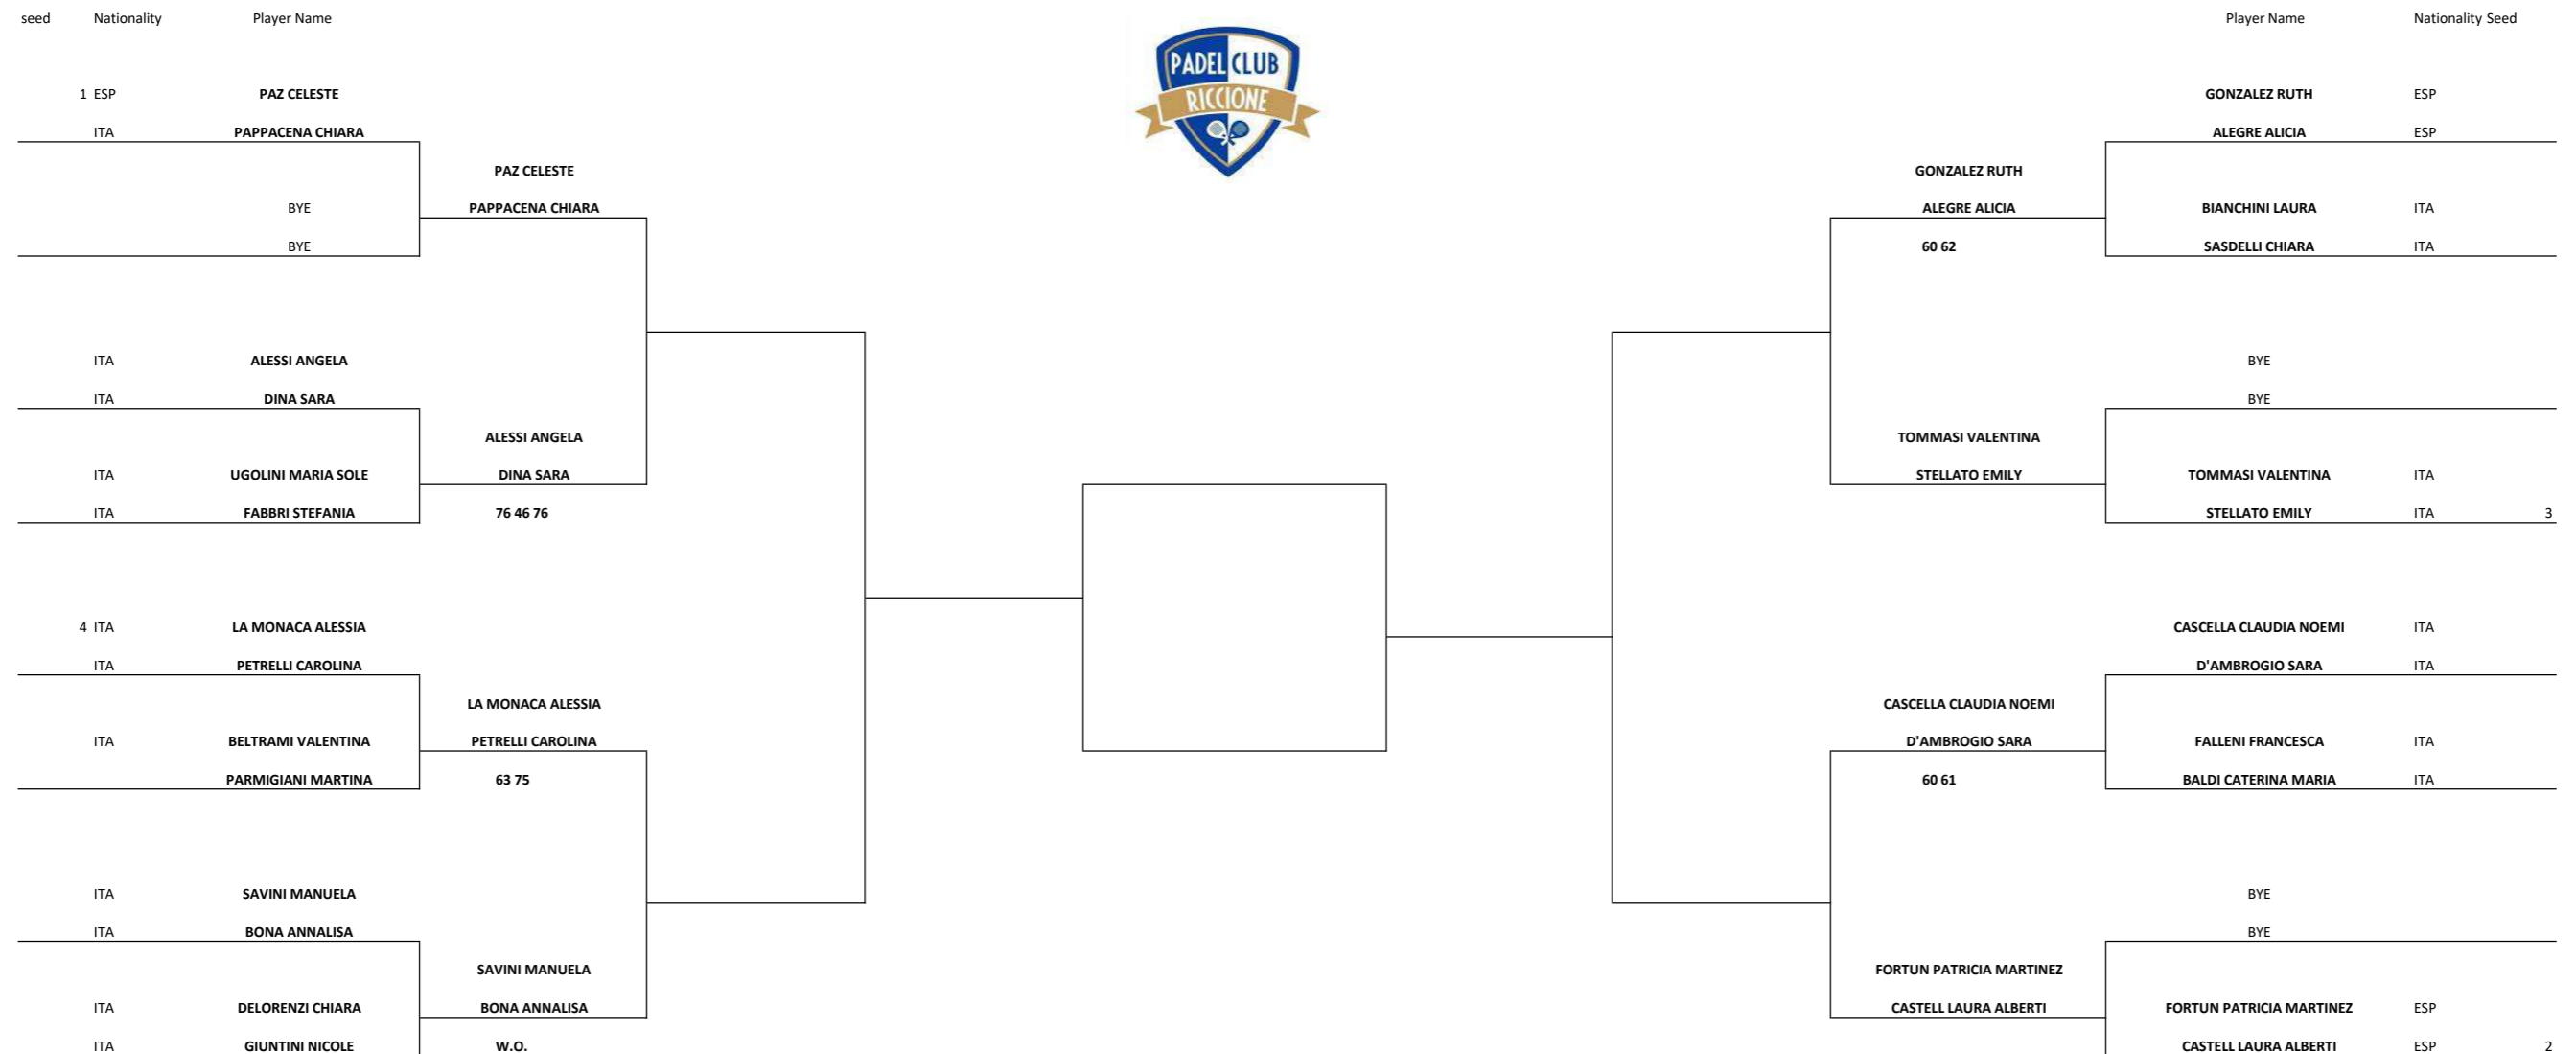 seed Nationality Player Name Player Name Nationality Seed
PADEL CLUB
RICCIONE
1 ESP PAZ CELESTE GONZALEZ RUTH ESP
ITA PAPPACENA CHIARA ALEGRE ALICIA ESP
PAZ CELESTE GONZALEZ RUTH
BYE PAPPACENA CHIARA ALEGRE ALICIA BIANCHINI LAURA ITA
BYE 60 62 SASDELLI CHIARA ITA
ITA ALESSI ANGELA BYE
ITA DINA SARA BYE
ALESSI ANGELA TOMMASI VALENTINA
ITA UGOLINI MARIA SOLE DINA SARA STELLATO EMILY TOMMASI VALENTINA ITA
ITA FABBRI STEFANIA 76 46 76 STELLATO EMILY ITA 3
4 ITA LA MONACA ALESSIA CASCELLA CLAUDIA NOEMI ITA
ITA PETRELLI CAROLINA D'AMBROGIO SARA ITA
LA MONACA ALESSIA CASCELLA CLAUDIA NOEMI
ITA BELTRAMI VALENTINA PETRELLI CAROLINA D'AMBROGIO SARA FALLENI FRANCESCA ITA
PARMIGIANI MARTINA 63 75 60 61 BALDI CATERINA MARIA ITA
ITA SAVINI MANUELA BYE
ITA BONA ANNALISA BYE
SAVINI MANUELA FORTUN PATRICIA MARTINEZ
ITA DELORENZI CHIARA BONA ANNALISA CASTELL LAURA ALBERTI FORTUN PATRICIA MARTINEZ ESP
ITA GIUNTINI NICOLE W.O. CASTELL LAURA ALBERTI ESP 2